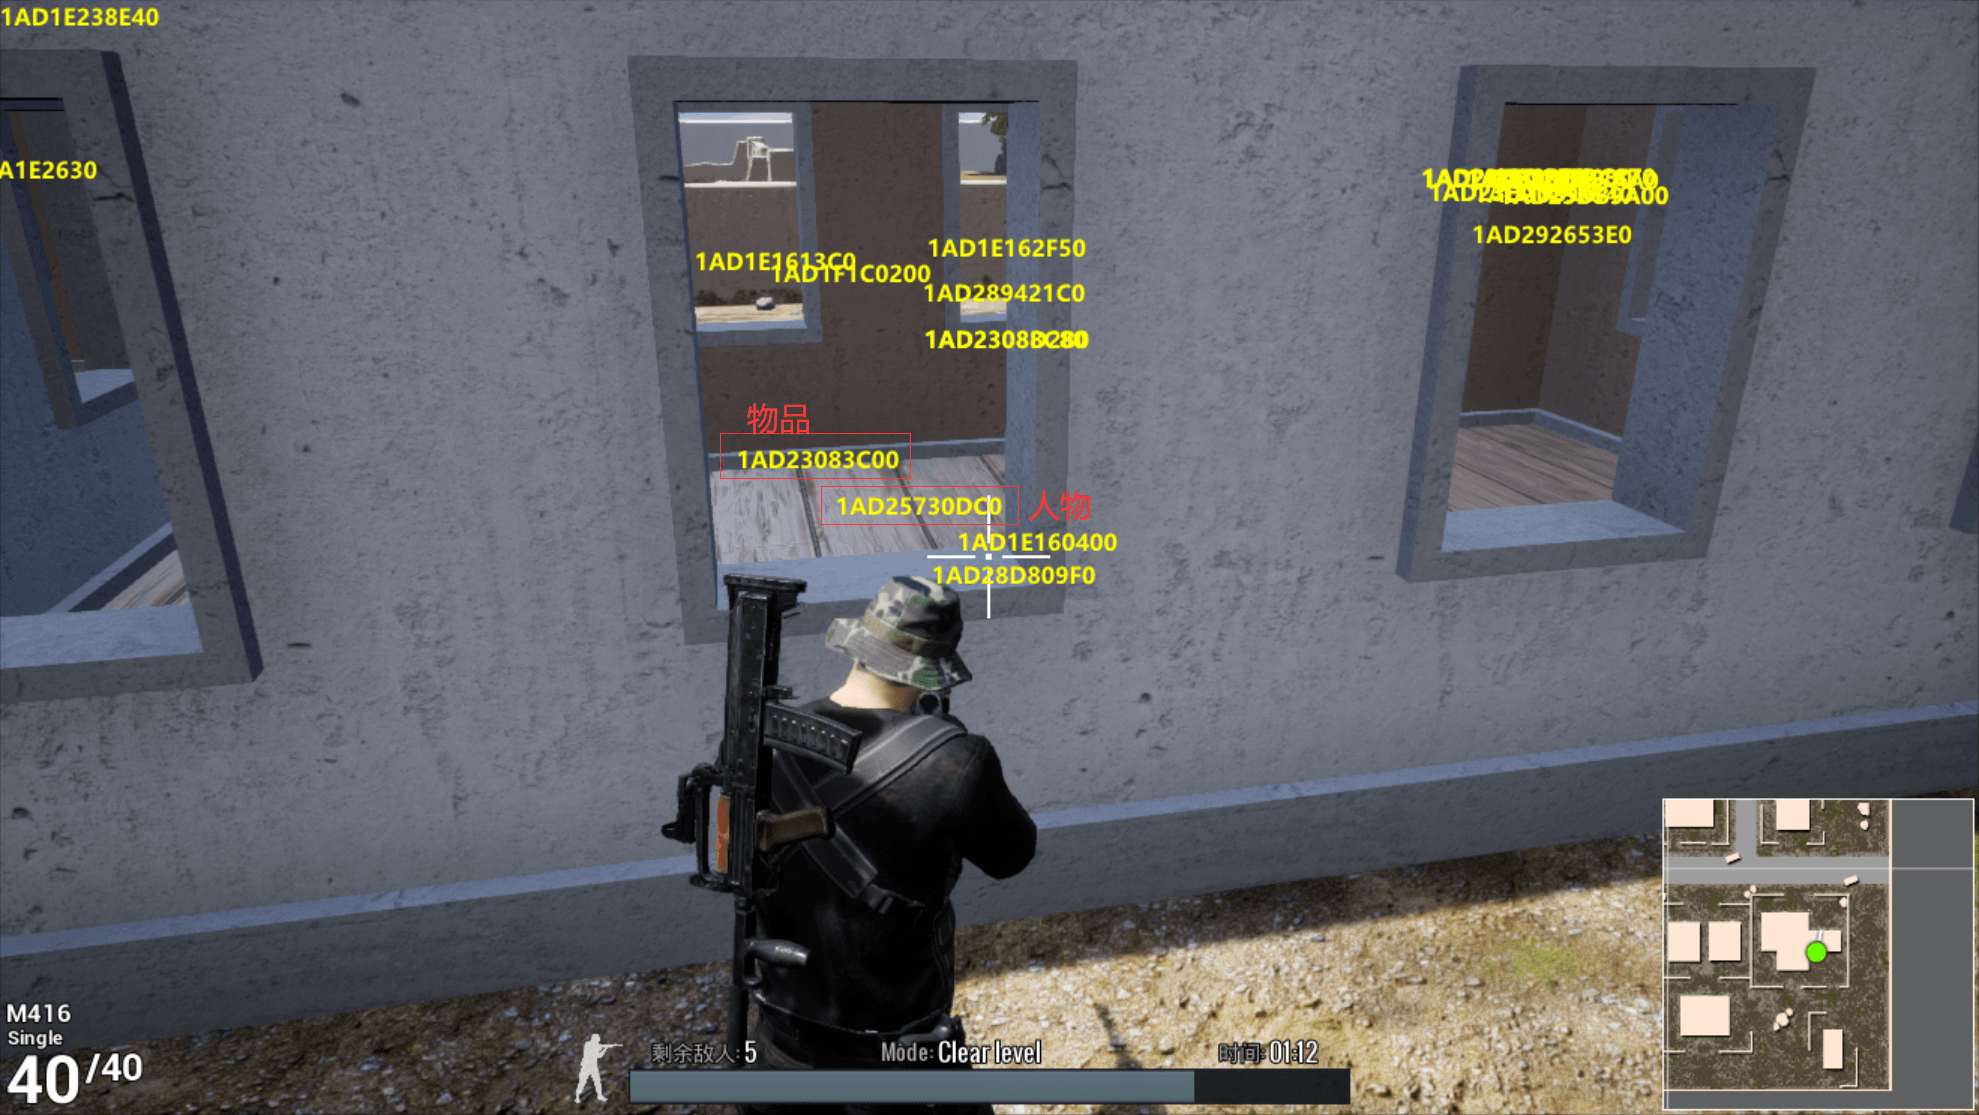 1AD1E238E40
A1E2630
1AD1E162F50
1AD1E1613C0
1AD1F1C0200
1AD289421C0
1AD292653E0
物品
1AD23083C00
1AD25730DC0
人物
1AD1E160400
1AD28D809F0
M416
Single
40/40
剩余敌人: 5
Mode: Clear level
时间: 01:12